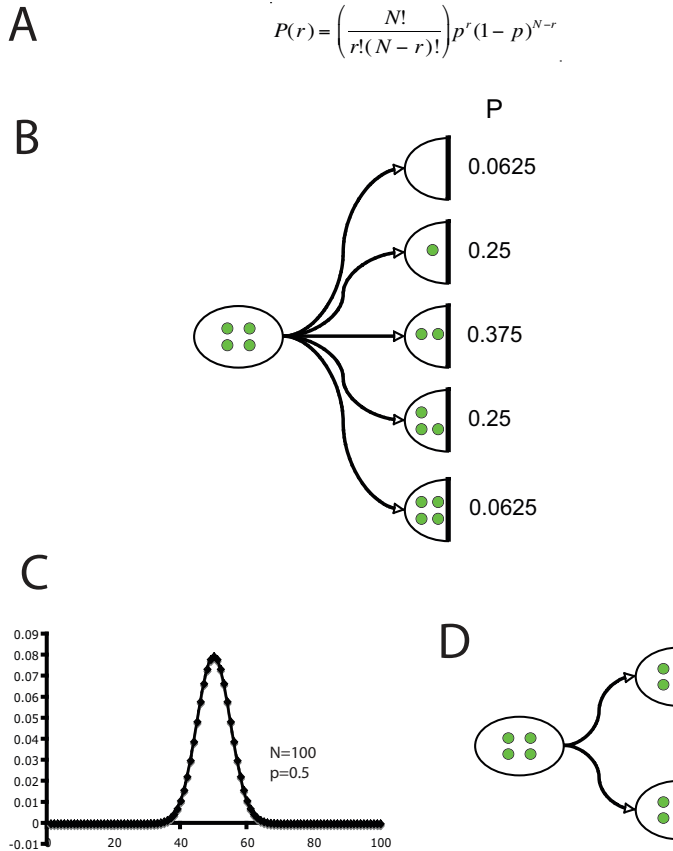 A
P(r) = ( N! / r!(N − r)! ) p^r (1 − p)^{N−r}
P
B
0.0625
0.25
0.375
0.25
0.0625
C
0.09
0.08
0.07
0.06
0.05
0.04
0.03
0.02
0.01
0
-0.01
0 20 40 60 80 100
N=100
p=0.5
D